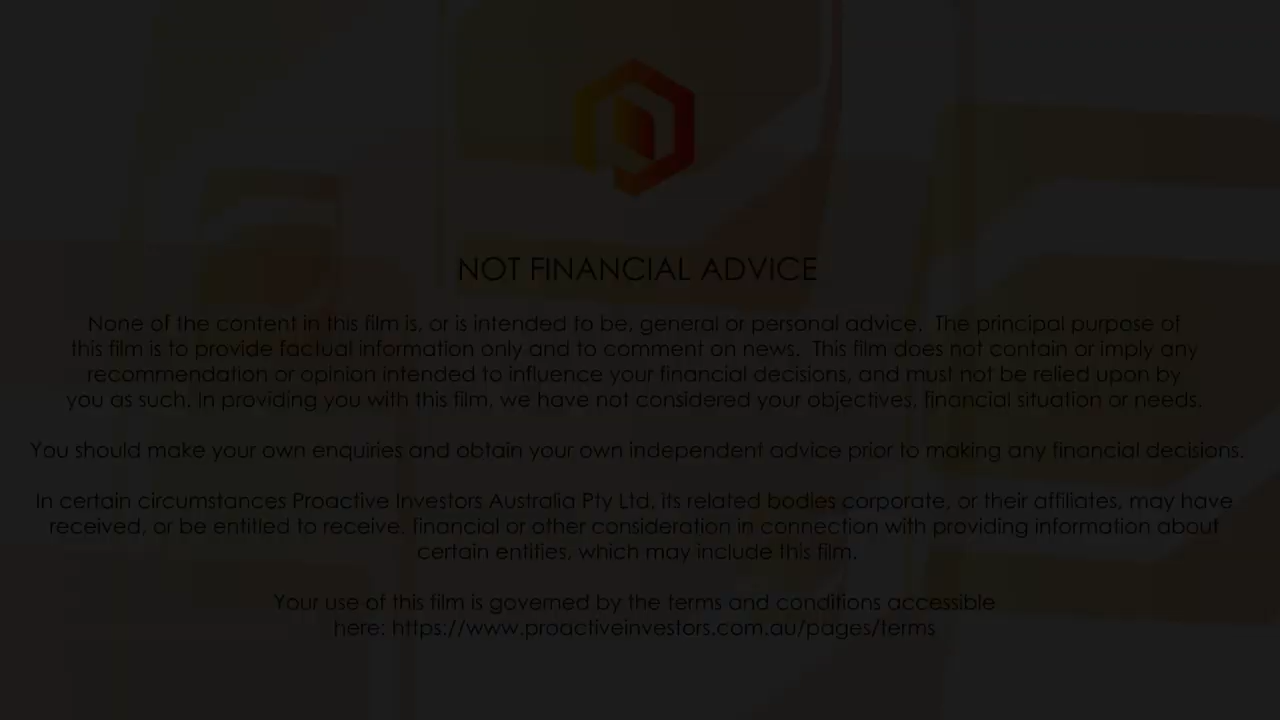 NOT FINANCIAL ADVICE
None of the content in this film is, or is intended to be, general or personal advice.  The principal purpose of
this film is to provide factual information only and to comment on news.  This film does not contain or imply any
recommendation or opinion intended to influence your financial decisions, and must not be relied upon by
you as such. In providing you with this film, we have not considered your objectives, financial situation or needs.
You should make your own enquiries and obtain your own independent advice prior to making any financial decisions.
In certain circumstances Proactive Investors Australia Pty Ltd, its related bodies corporate, or their affiliates, may have
received, or be entitled to receive, financial or other consideration in connection with providing information about
certain entities, which may include this film.
Your use of this film is governed by the terms and conditions accessible
here: https://www.proactiveinvestors.com.au/pages/terms